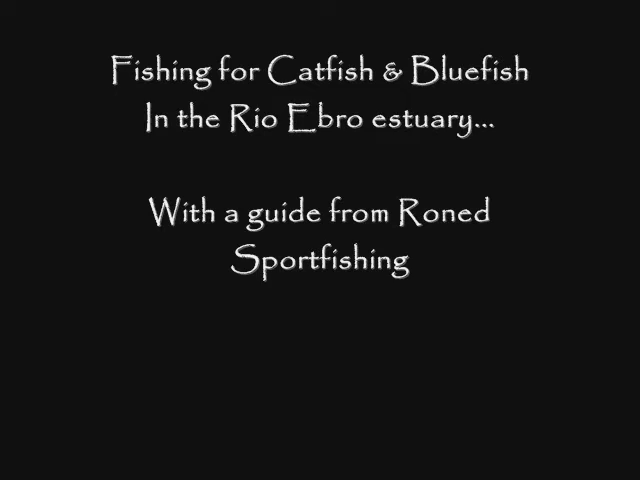 Fishing for Catfish & Bluefish
In the Rio Ebro estuary...
With a guide from Roned
Sportfishing